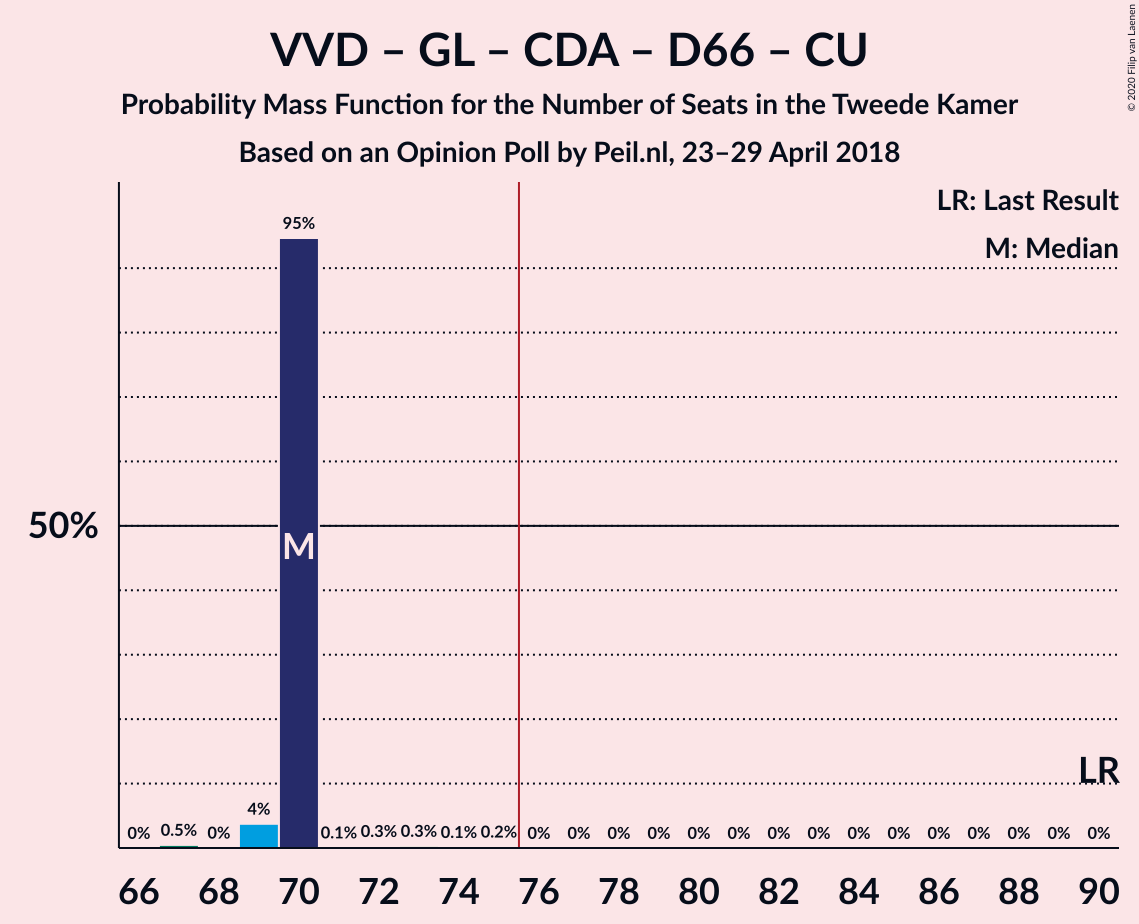 VVD – GL – CDA – D66 – CU
Probability Mass Function for the Number of Seats in the Tweede Kamer
Based on an Opinion Poll by Peil.nl, 23–29 April 2018
© 2020 Filip van Laenen
LR: Last Result
M: Median
95%
50%
M
LR
4%
0% 0.5% 0% 0.1% 0.3% 0.3% 0.1% 0.2% 0% 0% 0% 0% 0% 0% 0% 0% 0% 0% 0% 0% 0% 0% 0%
66 68 70 72 74 76 78 80 82 84 86 88 90